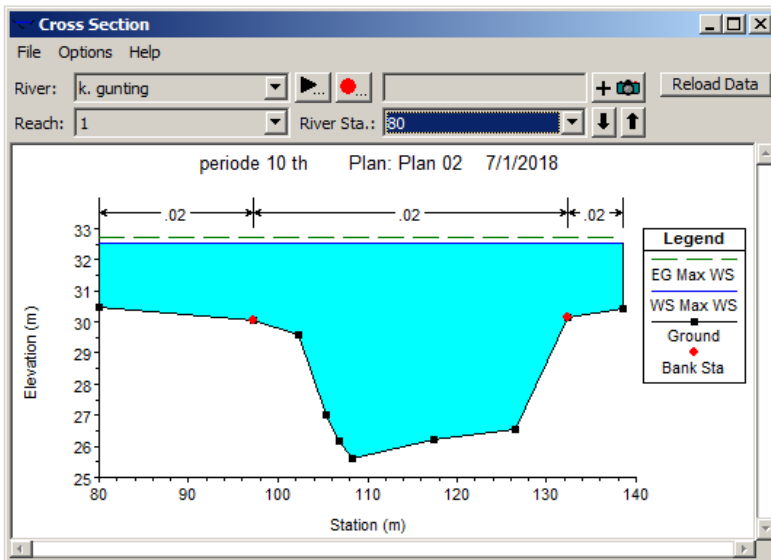 Cross Section
File Options Help
River: k. gunting Reload Data
Reach: 1 River Sta.: 80
periode 10 th Plan: Plan 02 7/1/2018
.02 .02 .02
33
32
31
30
29
28
27
26
25
Elevation (m)
80 90 100 110 120 130 140
Station (m)
Legend
EG Max WS
WS Max WS
Ground
Bank Sta